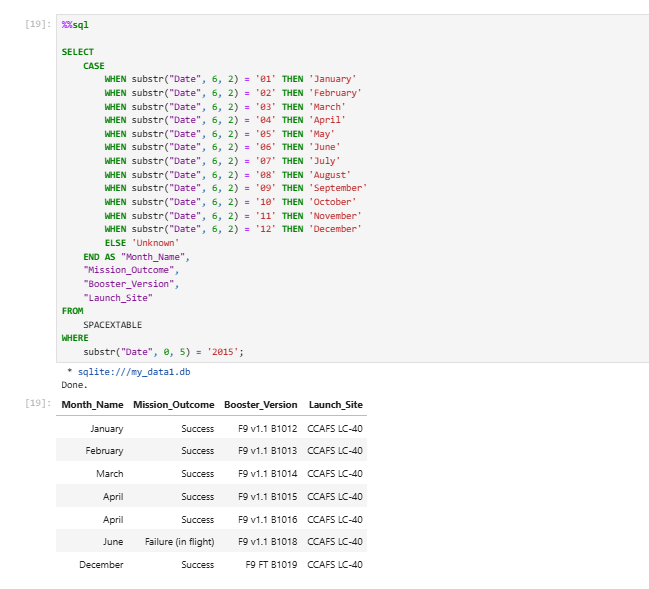 [19]: %%sql
SELECT
CASE
WHEN substr("Date", 6, 2) = '01' THEN 'January'
WHEN substr("Date", 6, 2) = '02' THEN 'February'
WHEN substr("Date", 6, 2) = '03' THEN 'March'
WHEN substr("Date", 6, 2) = '04' THEN 'April'
WHEN substr("Date", 6, 2) = '05' THEN 'May'
WHEN substr("Date", 6, 2) = '06' THEN 'June'
WHEN substr("Date", 6, 2) = '07' THEN 'July'
WHEN substr("Date", 6, 2) = '08' THEN 'August'
WHEN substr("Date", 6, 2) = '09' THEN 'September'
WHEN substr("Date", 6, 2) = '10' THEN 'October'
WHEN substr("Date", 6, 2) = '11' THEN 'November'
WHEN substr("Date", 6, 2) = '12' THEN 'December'
ELSE 'Unknown'
END AS "Month_Name",
"Mission_Outcome",
"Booster_Version",
"Launch_Site"
FROM
SPACEXTABLE
WHERE
substr("Date", 0, 5) = '2015';
* sqlite:///my_data1.db
Done.
[19]: Month_Name Mission_Outcome Booster_Version Launch_Site
January Success F9 v1.1 B1012 CCAFS LC-40
February Success F9 v1.1 B1013 CCAFS LC-40
March Success F9 v1.1 B1014 CCAFS LC-40
April Success F9 v1.1 B1015 CCAFS LC-40
April Success F9 v1.1 B1016 CCAFS LC-40
June Failure (in flight) F9 v1.1 B1018 CCAFS LC-40
December Success F9 FT B1019 CCAFS LC-40